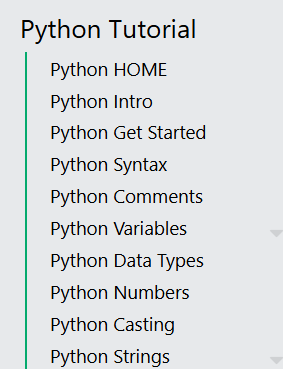 Python Tutorial
Python HOME
Python Intro
Python Get Started
Python Syntax
Python Comments
Python Variables
Python Data Types
Python Numbers
Python Casting
Python Strings